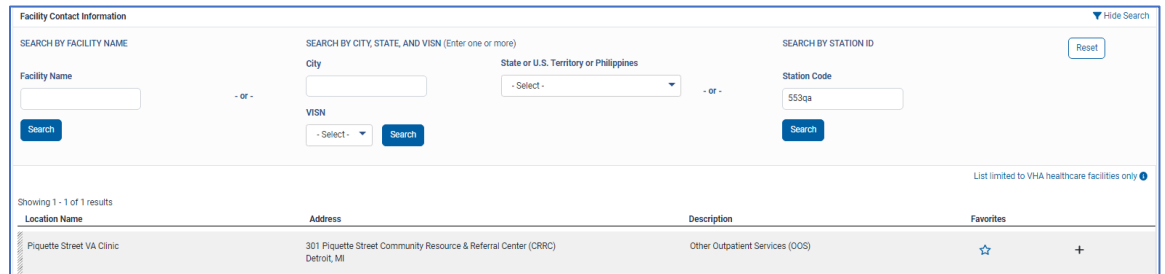 Facility Contact Information
Hide Search
SEARCH BY FACILITY NAME
SEARCH BY CITY, STATE, AND VISN (Enter one or more)
SEARCH BY STATION ID
Reset
City
State or U.S. Territory or Philippines
Facility Name
Station Code
- Select -
- or -
- or -
553qa
VISN
Search
- Select -
Search
Search
List limited to VHA healthcare facilities only
Showing 1 - 1 of 1 results
Location Name
Address
Description
Favorites
Piquette Street VA Clinic
301 Piquette Street Community Resource & Referral Center (CRRC)
Detroit, MI
Other Outpatient Services (OOS)
+